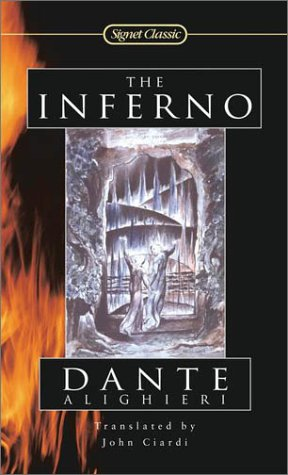 Signet Classic
THE
INFERNO
DANTE
ALIGHIERI
Translated by
John Ciardi